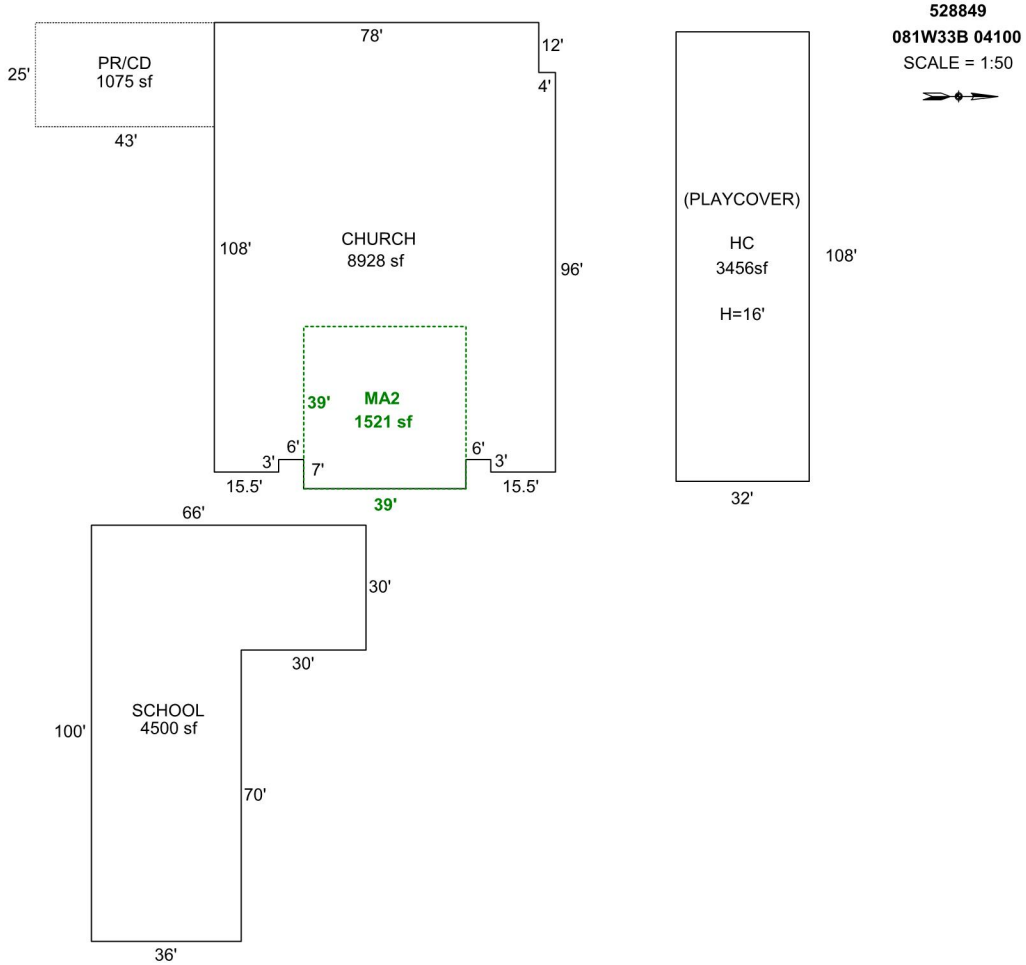 528849
081W33B 04100
SCALE = 1:50
78'
12'
4'
25'
PR/CD
1075 sf
43'
108'
CHURCH
8928 sf
96'
(PLAYCOVER)
HC
3456sf
H=16'
108'
32'
39'
MA2
1521 sf
6'
3'
7'
6'
3'
15.5'
39'
15.5'
66'
30'
30'
SCHOOL
4500 sf
100'
70'
36'